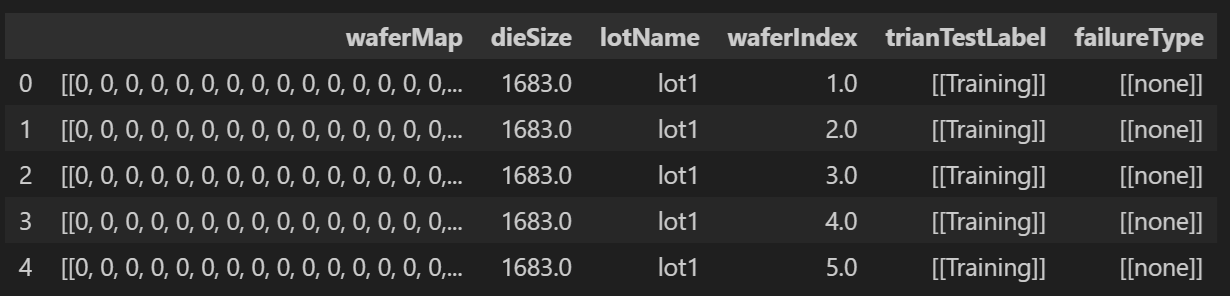 waferMap dieSize lotName waferIndex trianTestLabel failureType
0 [[0, 0, 0, 0, 0, 0, 0, 0, 0, 0, 0, 0, 0, 0, 0,... 1683.0 lot1 1.0 [[Training]] [[none]]
1 [[0, 0, 0, 0, 0, 0, 0, 0, 0, 0, 0, 0, 0, 0, 0,... 1683.0 lot1 2.0 [[Training]] [[none]]
2 [[0, 0, 0, 0, 0, 0, 0, 0, 0, 0, 0, 0, 0, 0, 0,... 1683.0 lot1 3.0 [[Training]] [[none]]
3 [[0, 0, 0, 0, 0, 0, 0, 0, 0, 0, 0, 0, 0, 0, 0,... 1683.0 lot1 4.0 [[Training]] [[none]]
4 [[0, 0, 0, 0, 0, 0, 0, 0, 0, 0, 0, 0, 0, 0, 0,... 1683.0 lot1 5.0 [[Training]] [[none]]